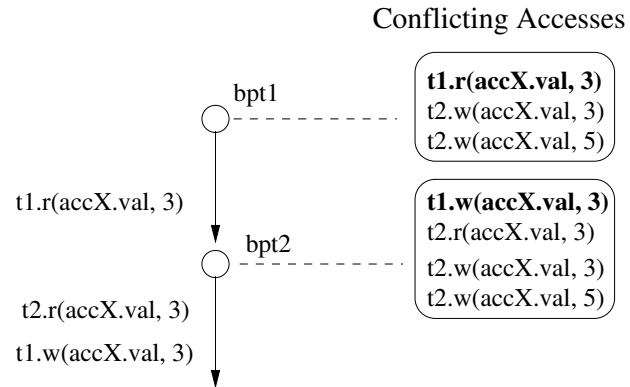 Conflicting Accesses
bpt1
t1.r(accX.val, 3)
t2.w(accX.val, 3)
t2.w(accX.val, 5)
t1.r(accX.val, 3)
bpt2
t1.w(accX.val, 3)
t2.r(accX.val, 3)
t2.w(accX.val, 3)
t2.w(accX.val, 5)
t2.r(accX.val, 3)
t1.w(accX.val, 3)